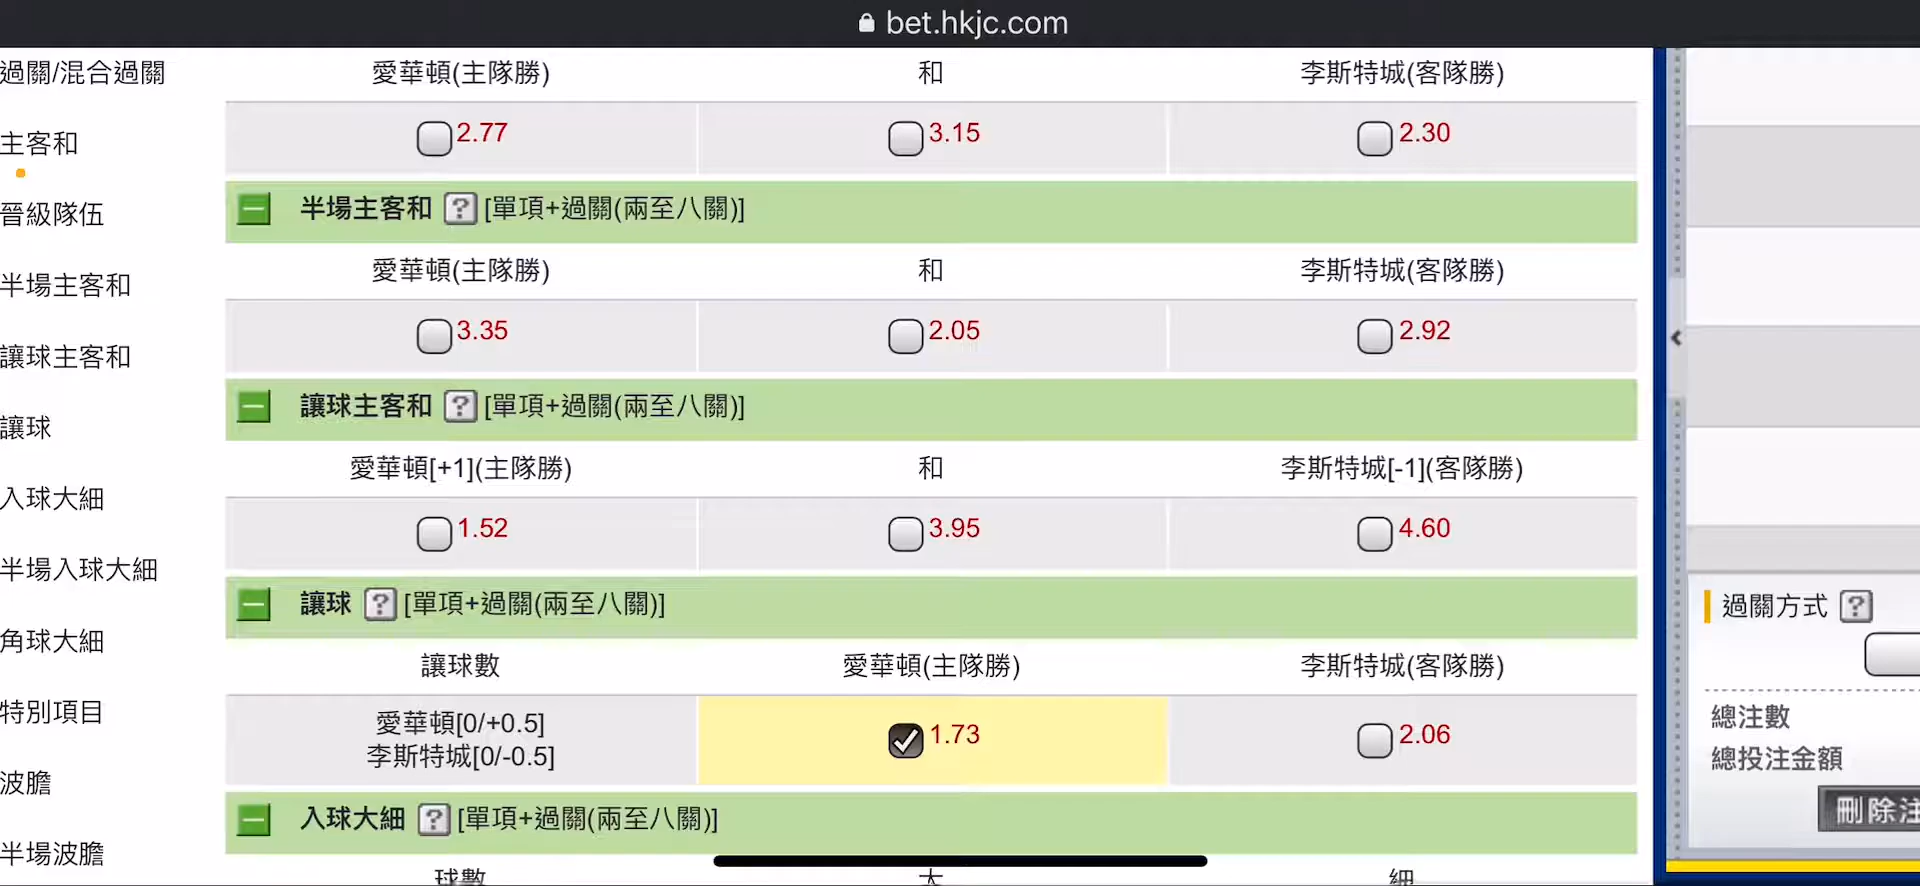 bet.hkjc.com
過關/混合過關
主客和
晉級隊伍
半場主客和
讓球主客和
讓球
入球大細
半場入球大細
角球大細
特別項目
波膽
半場波膽
愛華頓(主隊勝) 和 李斯特城(客隊勝)
2.77 3.15 2.30
半場主客和 ? [單項+過關(兩至八關)]
愛華頓(主隊勝) 和 李斯特城(客隊勝)
3.35 2.05 2.92
讓球主客和 ? [單項+過關(兩至八關)]
愛華頓[+1](主隊勝) 和 李斯特城[-1](客隊勝)
1.52 3.95 4.60
讓球 ? [單項+過關(兩至八關)]
讓球數 愛華頓(主隊勝) 李斯特城(客隊勝)
愛華頓[0/+0.5]
李斯特城[0/-0.5]
1.73 2.06
入球大細 ? [單項+過關(兩至八關)]
球數 大 細
過關方式 ?
總注數
總投注金額
刪除注